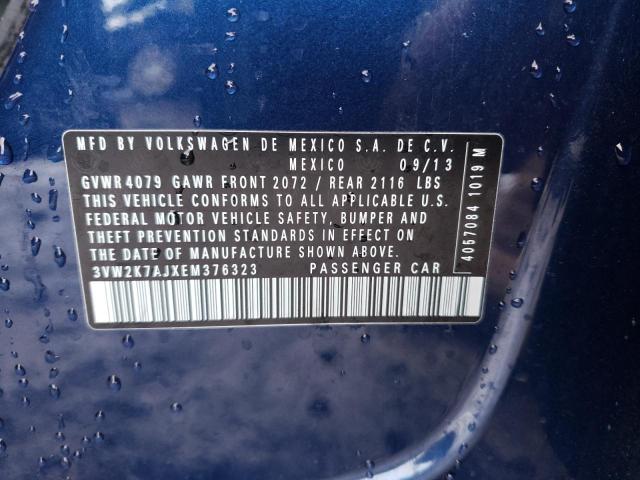 MFD BY VOLKSWAGEN DE MEXICO S.A. DE C.V.
MEXICO 09/13
GVWR 4079 GAWR FRONT 2072 / REAR 2116 LBS
THIS VEHICLE CONFORMS TO ALL APPLICABLE U.S.
FEDERAL MOTOR VEHICLE SAFETY, BUMPER AND
THEFT PREVENTION STANDARDS IN EFFECT ON
THE DATE OF MANUFACTURE SHOWN ABOVE.
3VW2K7AJXEM376323 PASSENGER CAR
4057084 1019 M